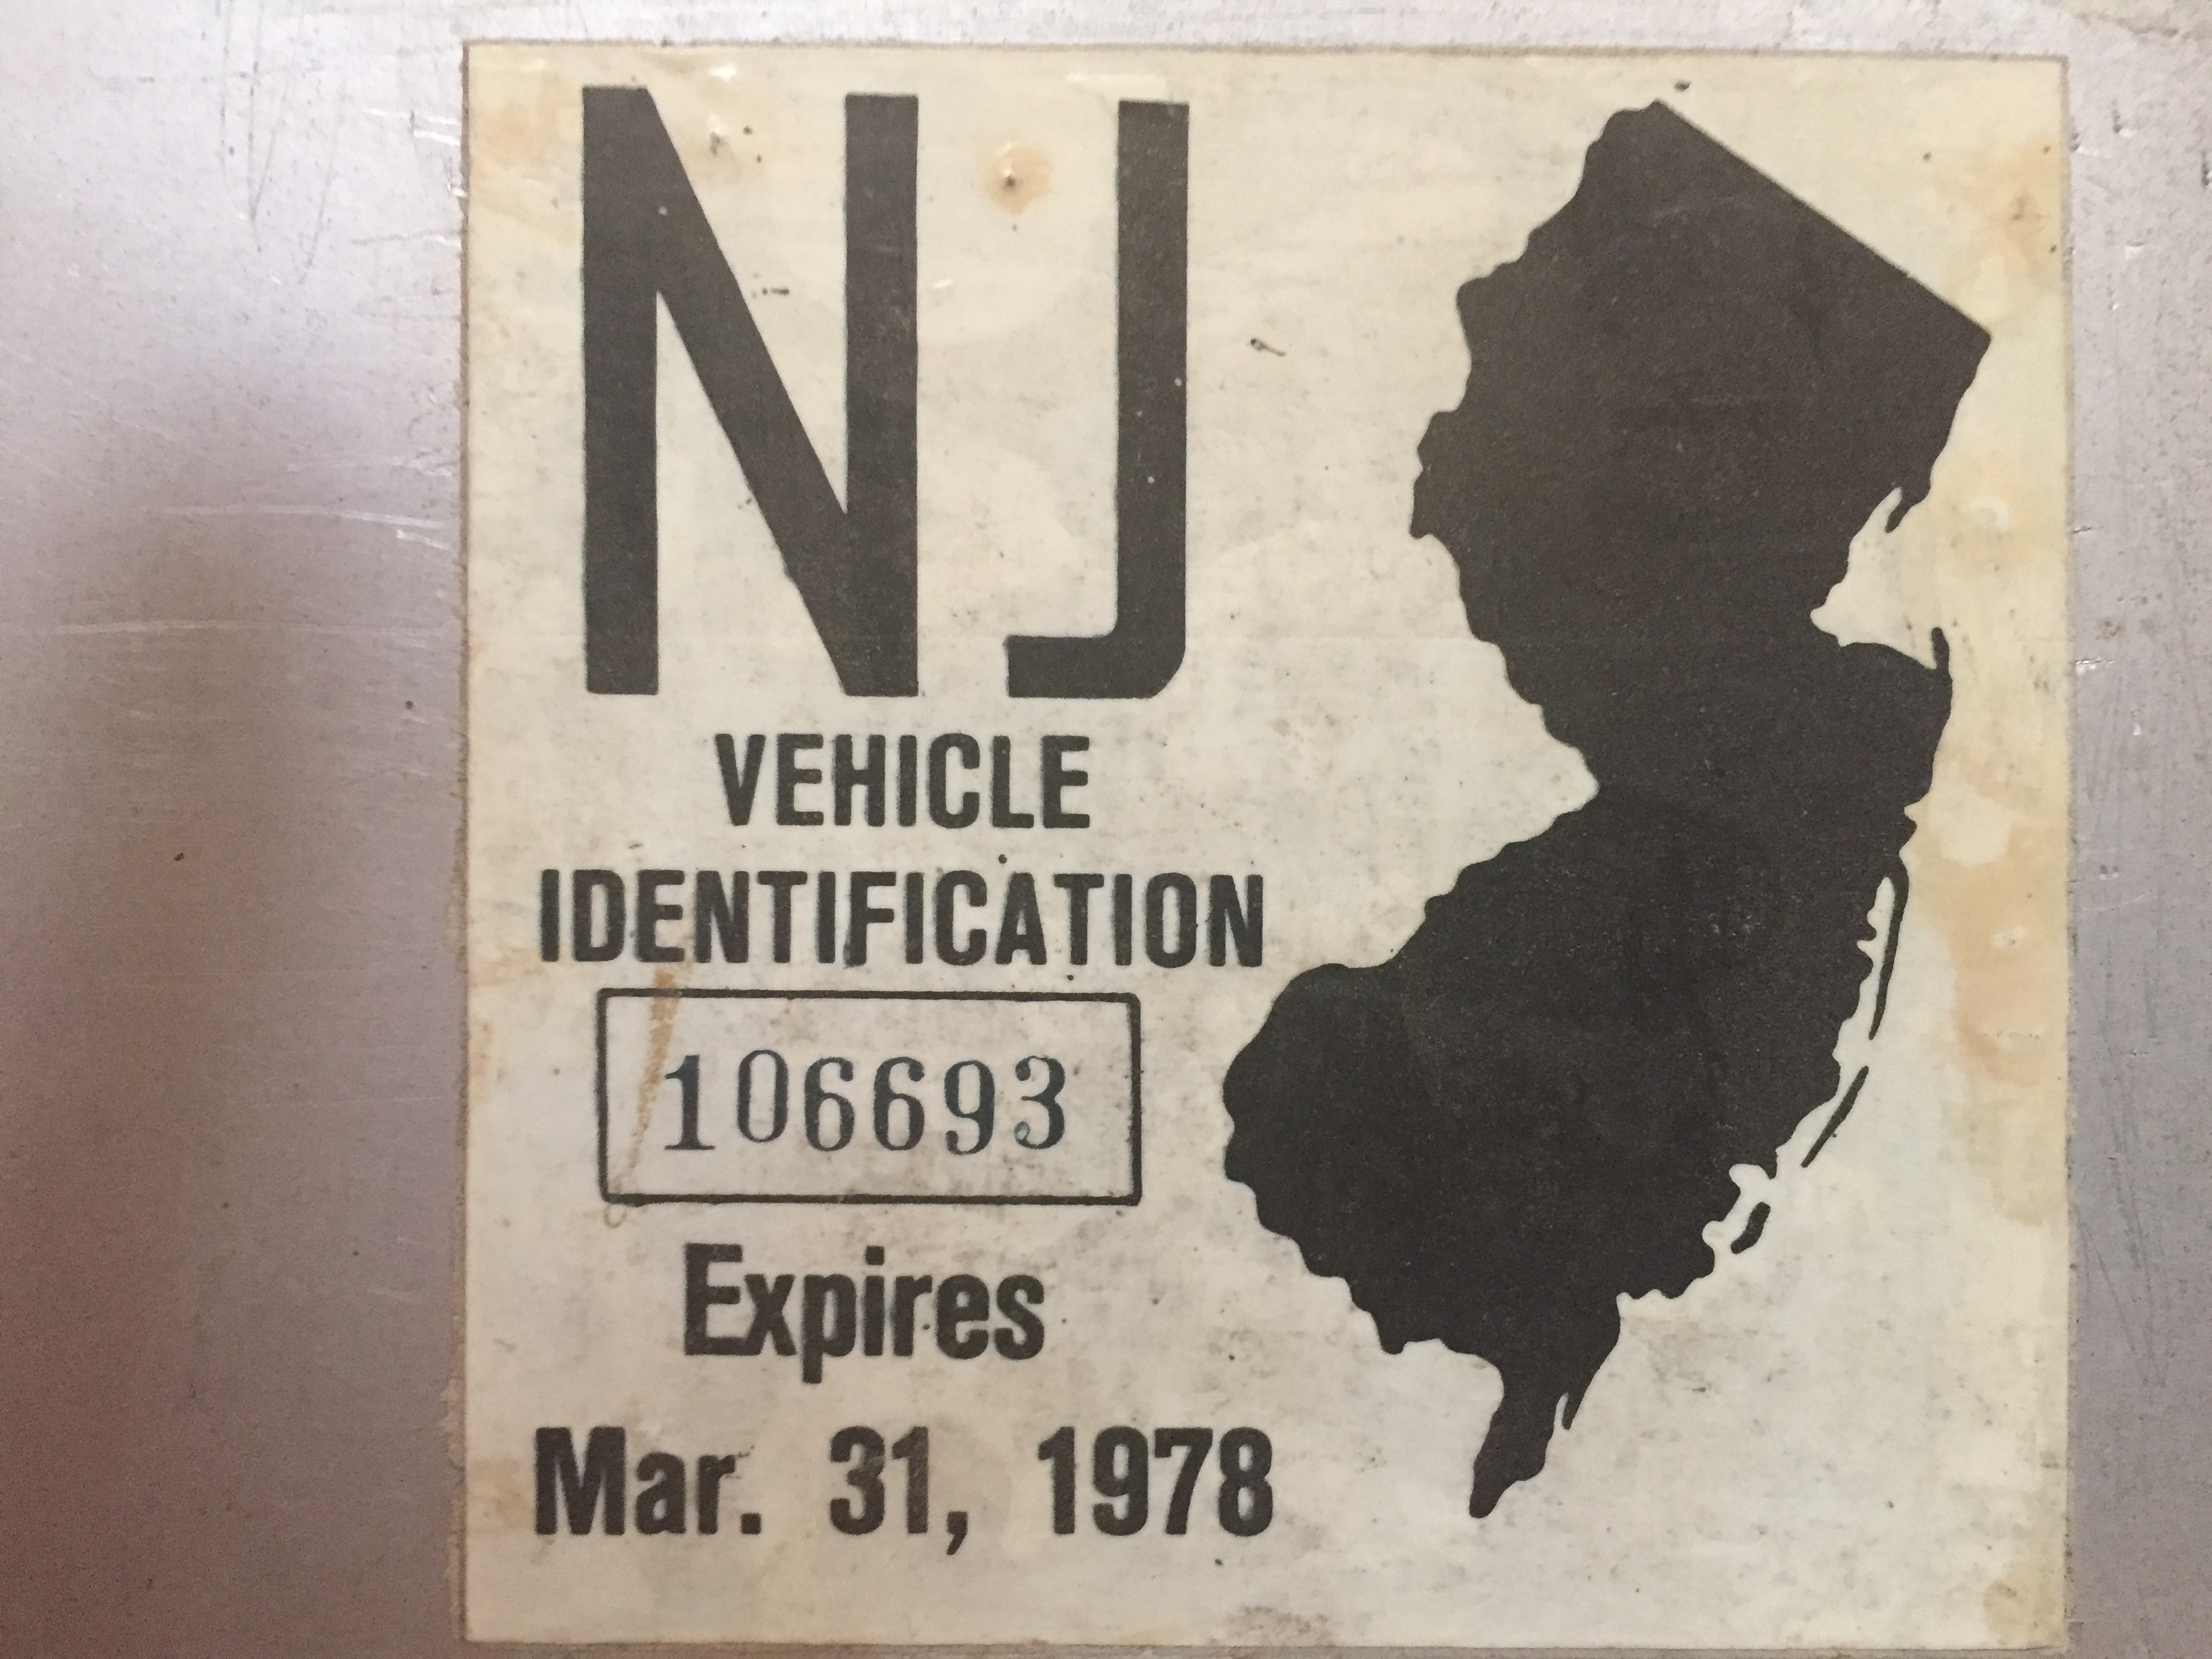 NJ
VEHICLE
IDENTIFICATION
106693
Expires
Mar. 31, 1978